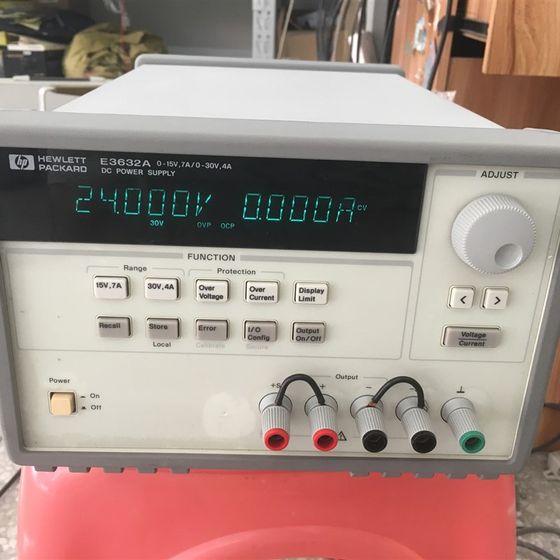 hp HEWLETT PACKARD E3632A 0-15V,7A/0-30V,4A
DC POWER SUPPLY
ADJUST
24.000V 0.000A CV
30V OVP OCP
FUNCTION
Range Protection
15V,7A 30V,4A Over Voltage Over Current Display Limit
Recall Store Error I/O Config Output On/Off
Local Calibrate Secure
Voltage
Current
Power
On
Off
Output
+S + −